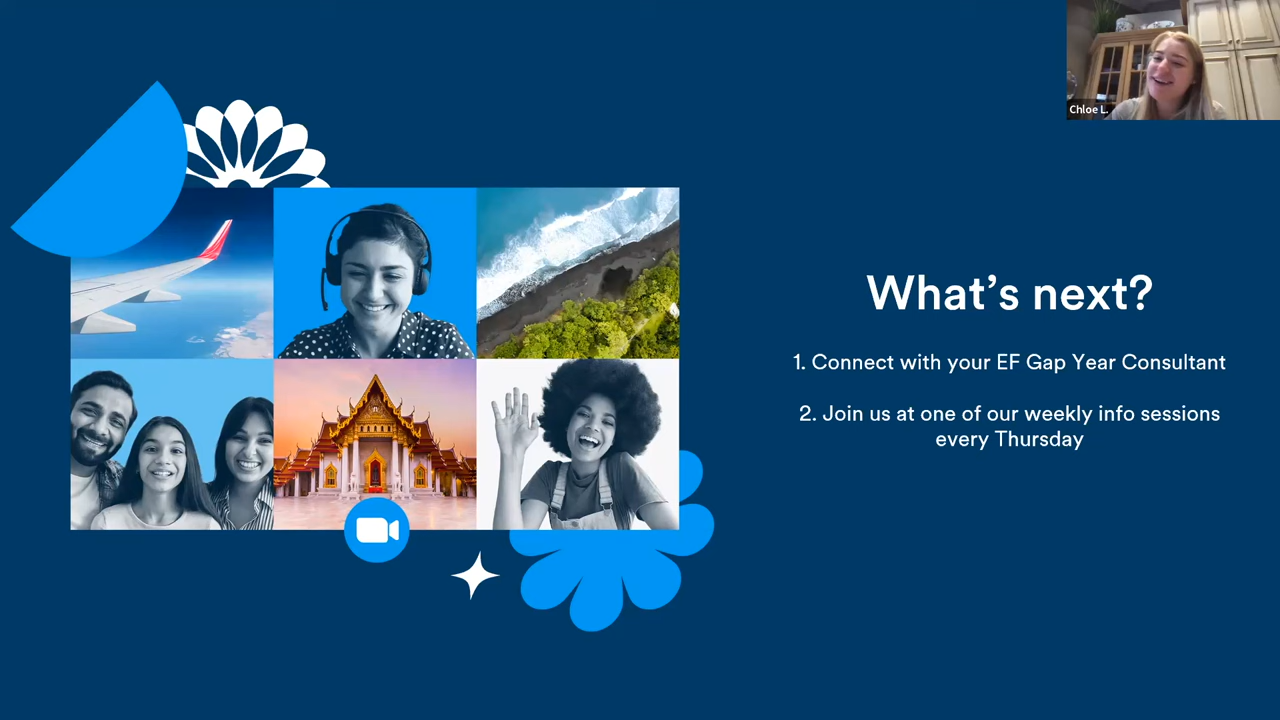 Chloe L.
What's next?
1. Connect with your EF Gap Year Consultant
2. Join us at one of our weekly info sessions
every Thursday